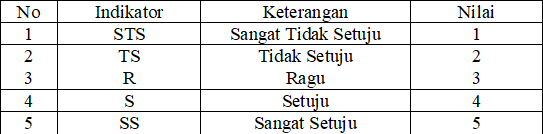 No Indikator Keterangan Nilai
1 STS Sangat Tidak Setuju 1
2 TS Tidak Setuju 2
3 R Ragu 3
4 S Setuju 4
5 SS Sangat Setuju 5